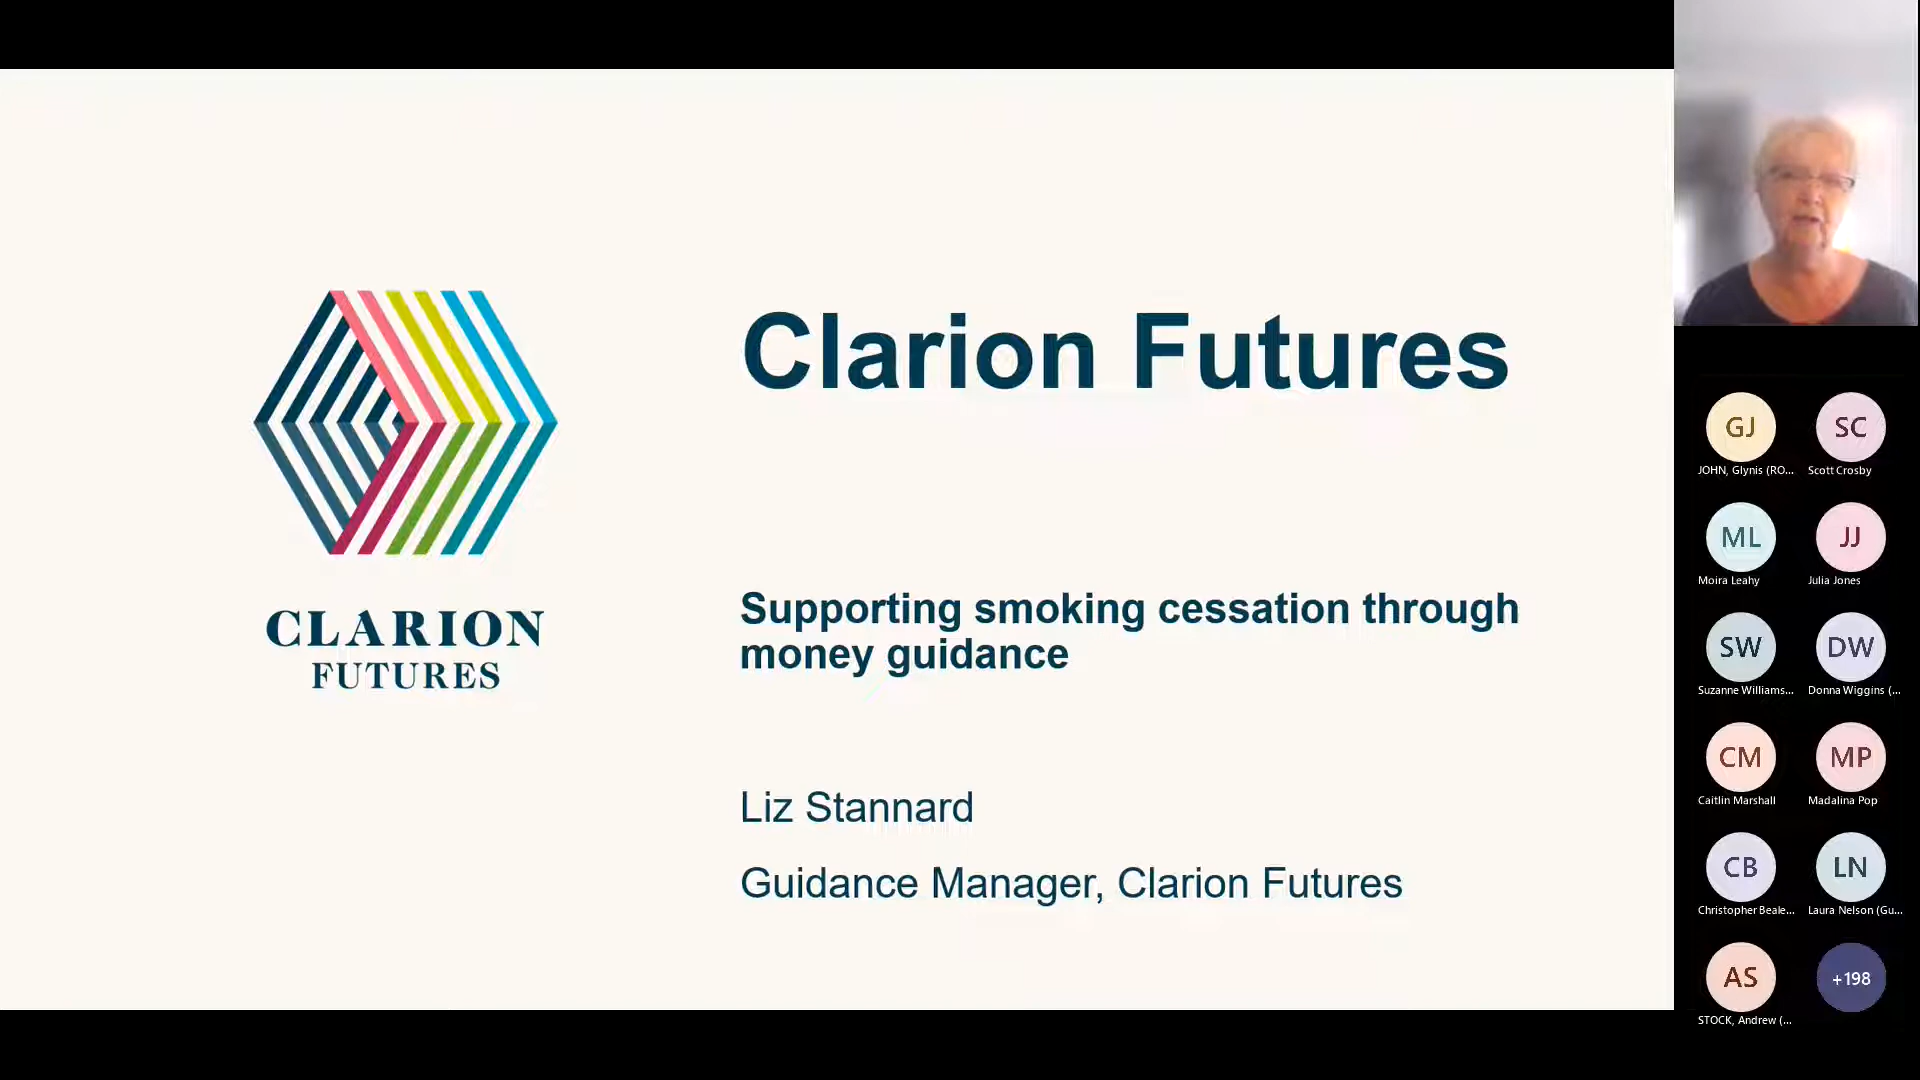 CLARION
FUTURES
Clarion Futures
Supporting smoking cessation through
money guidance
Liz Stannard
Guidance Manager, Clarion Futures
GJ
SC
JOHN, Glynis (RO...
Scott Crosby
ML
JJ
Moira Leahy
Julia Jones
SW
DW
Suzanne Williams...
Donna Wiggins (...
CM
MP
Caitlin Marshall
Madalina Pop
CB
LN
Christopher Beale...
Laura Nelson (Gu...
AS
+198
STOCK, Andrew (...